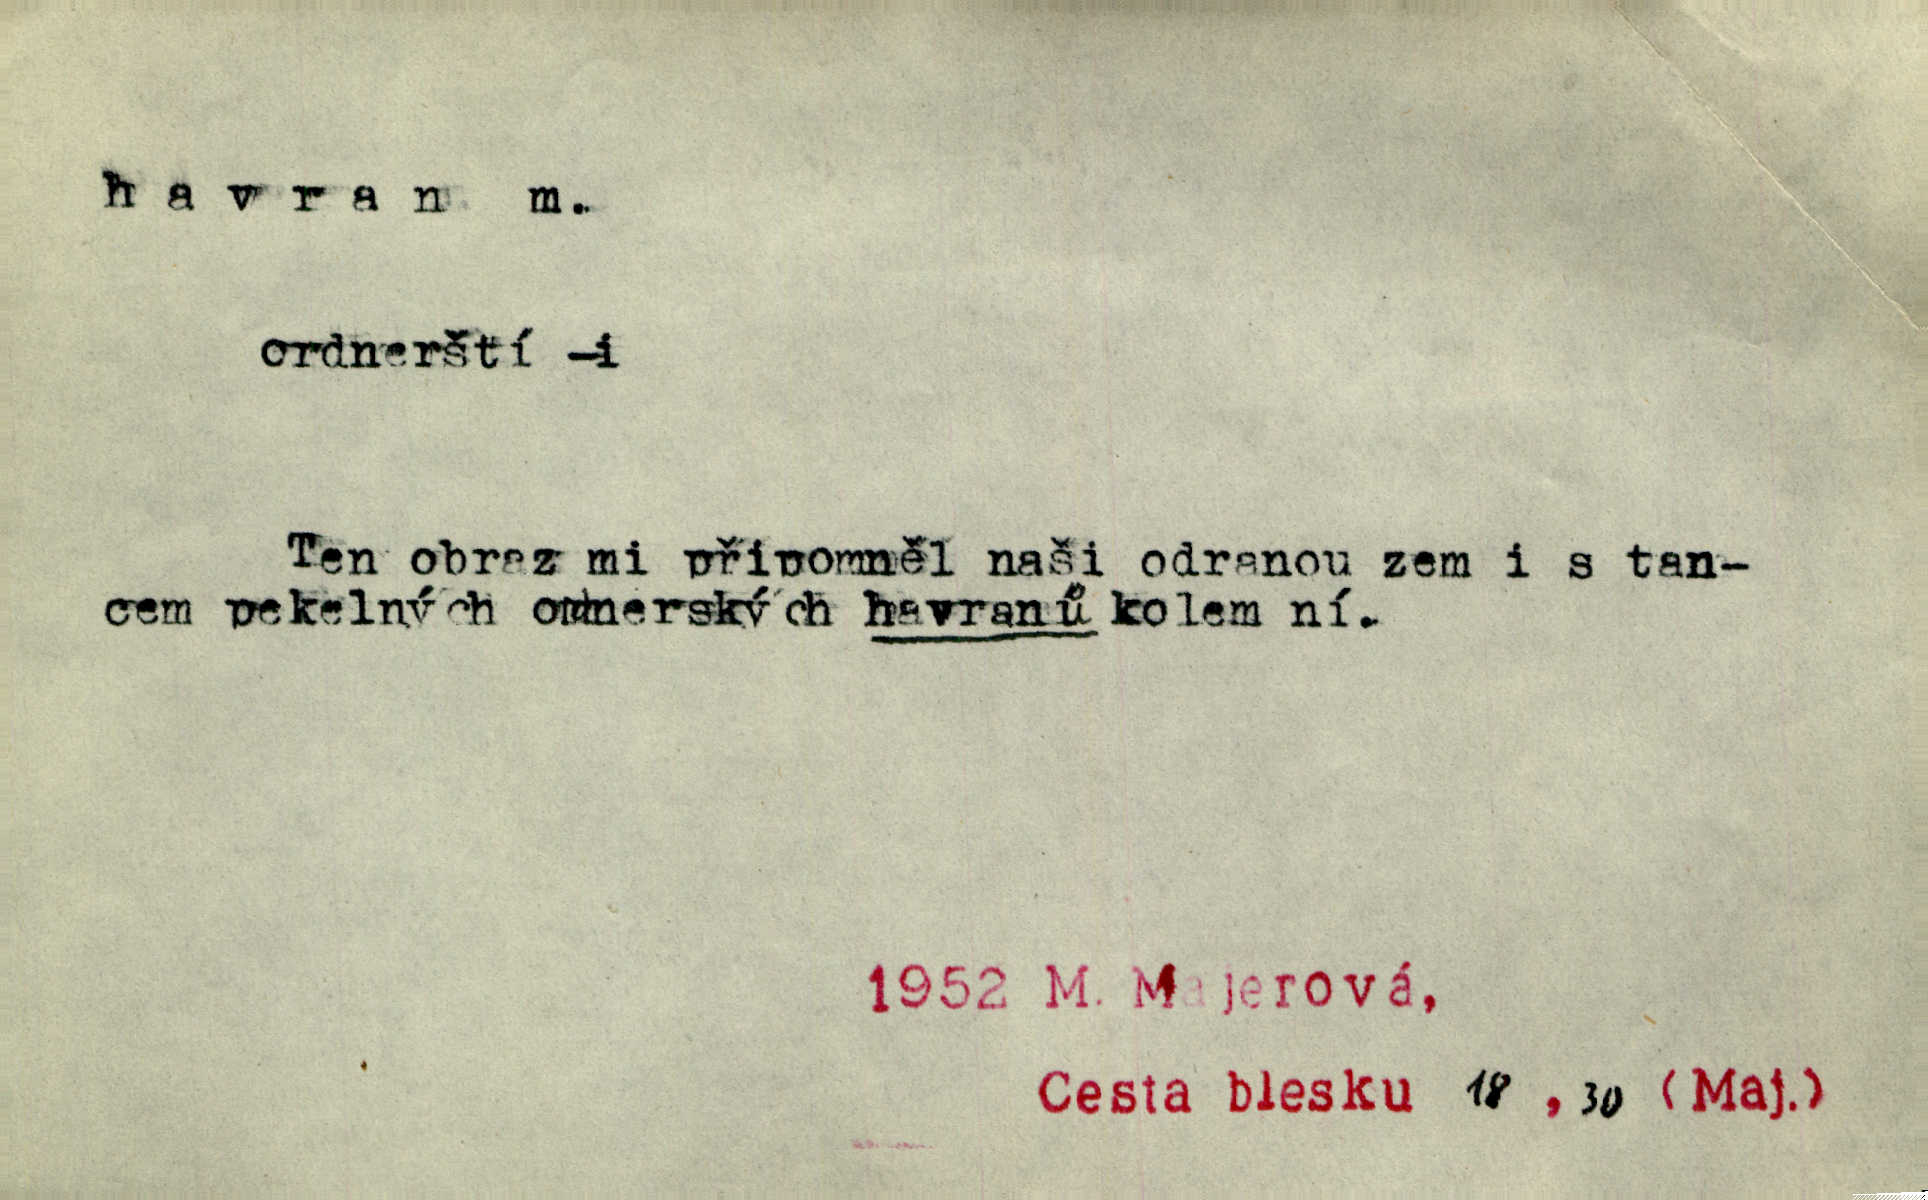 havran m.
ordnerští -i
Ten obraz mi připomněl naši odranou zem i s tan-
cem pekelných ordnerských havranů kolem ní.
1952 M. Majerová,
Cesta blesku 18, 30 (Maj.)